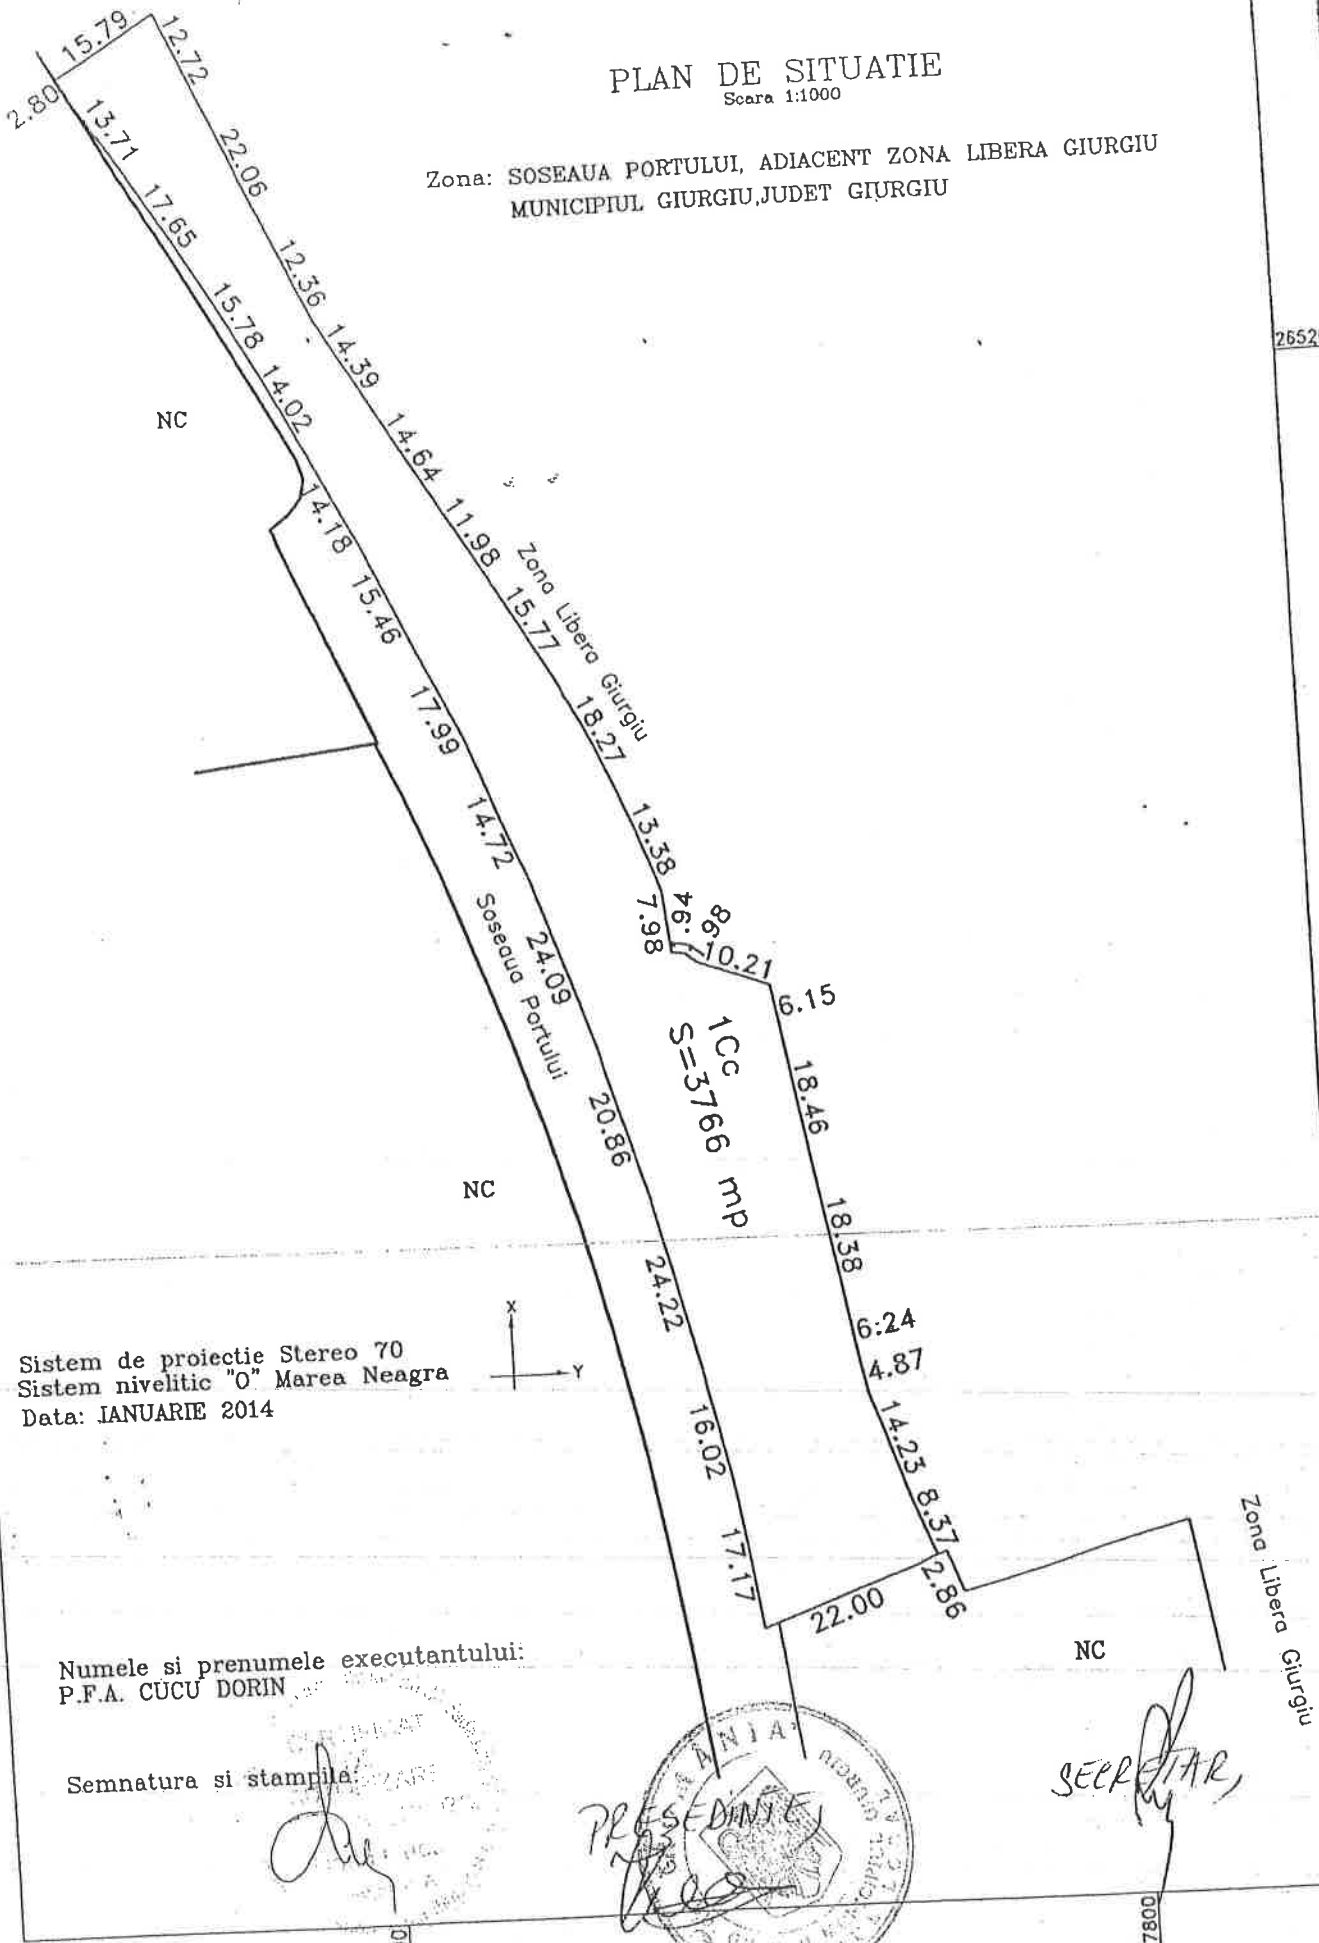 PLAN DE SITUATIE
Scara 1:1000
Zona: SOSEAUA PORTULUI, ADIACENT ZONA LIBERA GIURGIU
MUNICIPIUL GIURGIU,JUDET GIURGIU
15.79
2.80
12.72
13.71
22.06
17.65
12.36
15.78
14.39
14.02
2652
NC
14.64
14.18
11.98
Zona Libera Giurgiu
15.46
15.77
17.99
18.27
14.72
13.38
7.98
.94
.98
10.21
Soseaua Portului
24.09
6.15
1Cc
S=3766 mp
18.46
20.86
NC
18.38
24.22
6.24
4.87
X
Y
Sistem de proiectie Stereo 70
Sistem nivelitic "0" Marea Neagra
Data: IANUARIE 2014
16.02
14.23
8.37
17.17
2.86
22.00
Zona Libera Giurgiu
NC
Numele si prenumele executantului:
P.F.A. CUCU DORIN
Semnatura si stampila:
PRESEDINTE,
SECRETAR,
7800